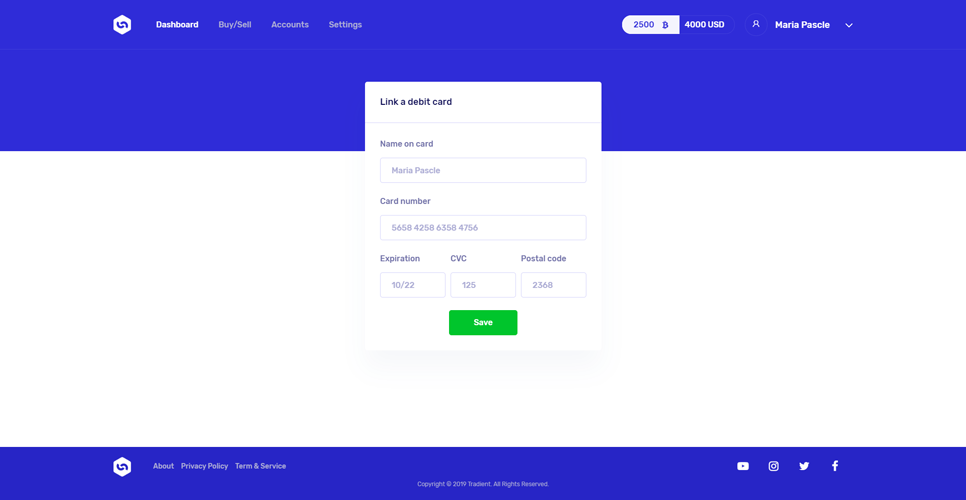 Dashboard Buy/Sell Accounts Settings 2500 4000 USD Maria Pascle
Link a debit card
Name on card
Maria Pascle
Card number
5658 4258 6358 4756
Expiration CVC Postal code
10/22 125 2368
Save
About Privacy Policy Term & Service
Copyright © 2019 Tradient. All Rights Reserved.